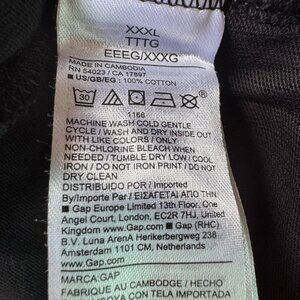 XXXL
TTTG
EEEG/XXXG
MADE IN CAMBODIA
RN 54023 / CA 17897
■ US/GB/EG : 100% COTTON
30
1166
MACHINE WASH COLD GENTLE
CYCLE / WASH AND DRY INSIDE OUT
WITH LIKE COLORS / ONLY
NON-CHLORINE BLEACH WHEN
NEEDED / TUMBLE DRY LOW / COOL
IRON / DO NOT IRON PRINT / DO NOT
DRY CLEAN
DISTRIBUIDO POR / Imported
By/Importe Par / ΕΙΣΑΓΕΤΑΙ ΑΠΟ ΤΗΝ
■ Gap Europe Limited 13th Floor, One
Angel Court, London, EC2R 7HJ, United
Kingdom www.gap.com ■ Gap (RHC)
B.V. Luna ArenA Herikerbergweg 238
Amsterdam 1101 CM, Netherlands
www.Gap.com
MARCA:GAP
FABRIQUE AU CAMBODGE / HECHO
CON TELA IMPORTADA